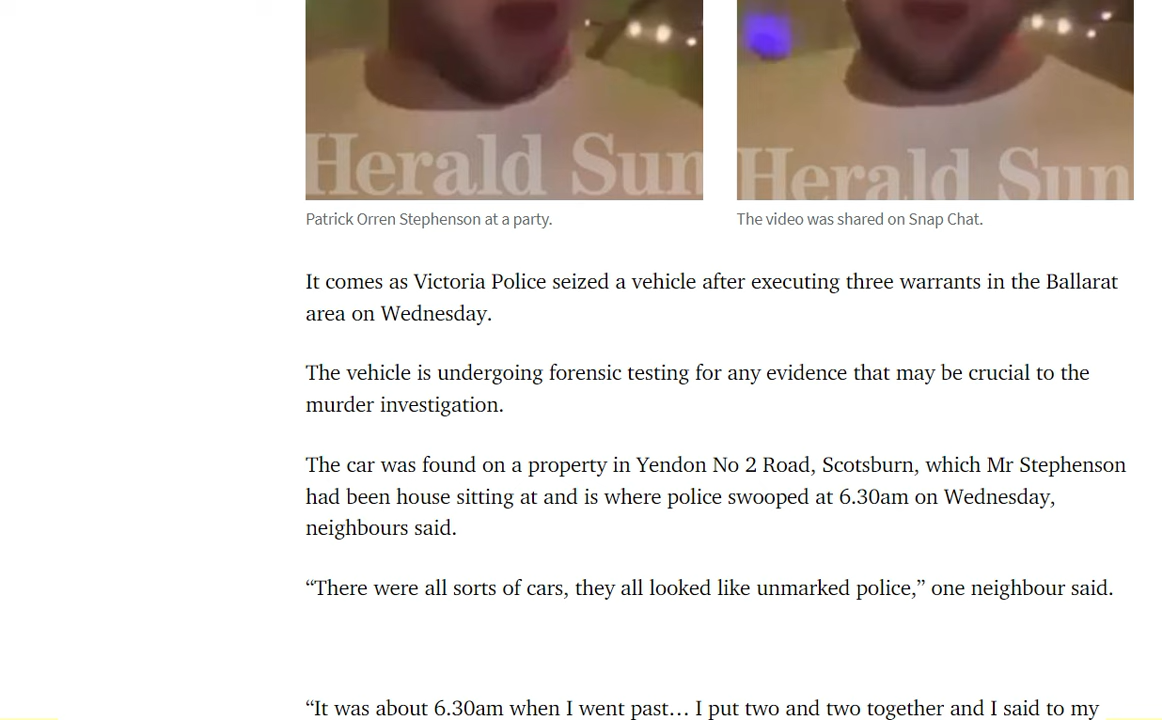 Herald Sun
Herald Sun
Patrick Orren Stephenson at a party.
The video was shared on Snap Chat.
It comes as Victoria Police seized a vehicle after executing three warrants in the Ballarat
area on Wednesday.
The vehicle is undergoing forensic testing for any evidence that may be crucial to the
murder investigation.
The car was found on a property in Yendon No 2 Road, Scotsburn, which Mr Stephenson
had been house sitting at and is where police swooped at 6.30am on Wednesday,
neighbours said.
“There were all sorts of cars, they all looked like unmarked police,” one neighbour said.
“It was about 6.30am when I went past… I put two and two together and I said to my